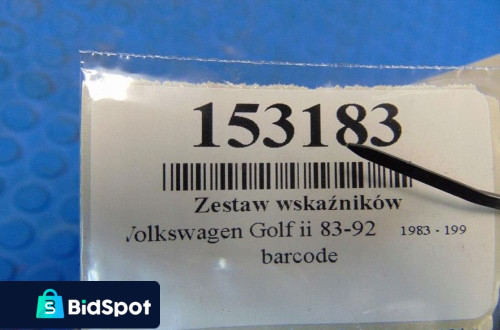 153183
Zestaw wskaźników
Volkswagen Golf ii 83-92 1983 - 199
barcode
BidSpot